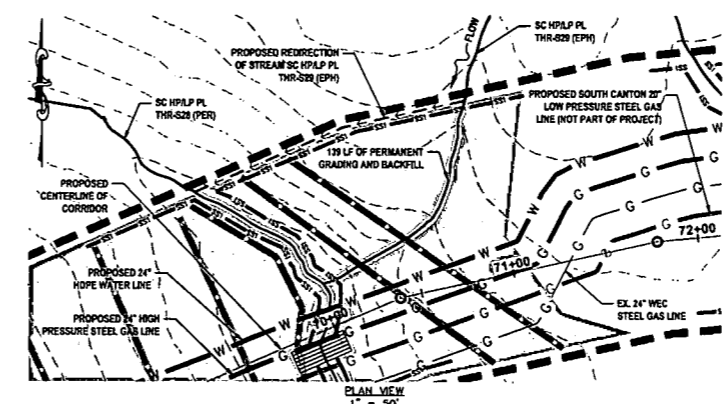 SC HP/LP PL
THR-S29 (EPH)
FLOW
PROPOSED REDIRECTION
OF STREAM SC HP/LP PL
THR-S29 (EPH)
SC HP/LP PL
THR-S28 (PER)
PROPOSED SOUTH CANTON 20"
LOW PRESSURE STEEL GAS
LINE (NOT PART OF PROJECT)
139 LF OF PERMANENT
GRADING AND BACKFILL
PROPOSED
CENTERLINE OF
CORRIDOR
72+00
71+00
PROPOSED 24"
HDPE WATER LINE
70+00
EX. 24" WEC
STEEL GAS LINE
PROPOSED 24" HIGH
PRESSURE STEEL GAS LINE
W W W W W W W
G G G G G G G
PLAN VIEW
1" = 50'